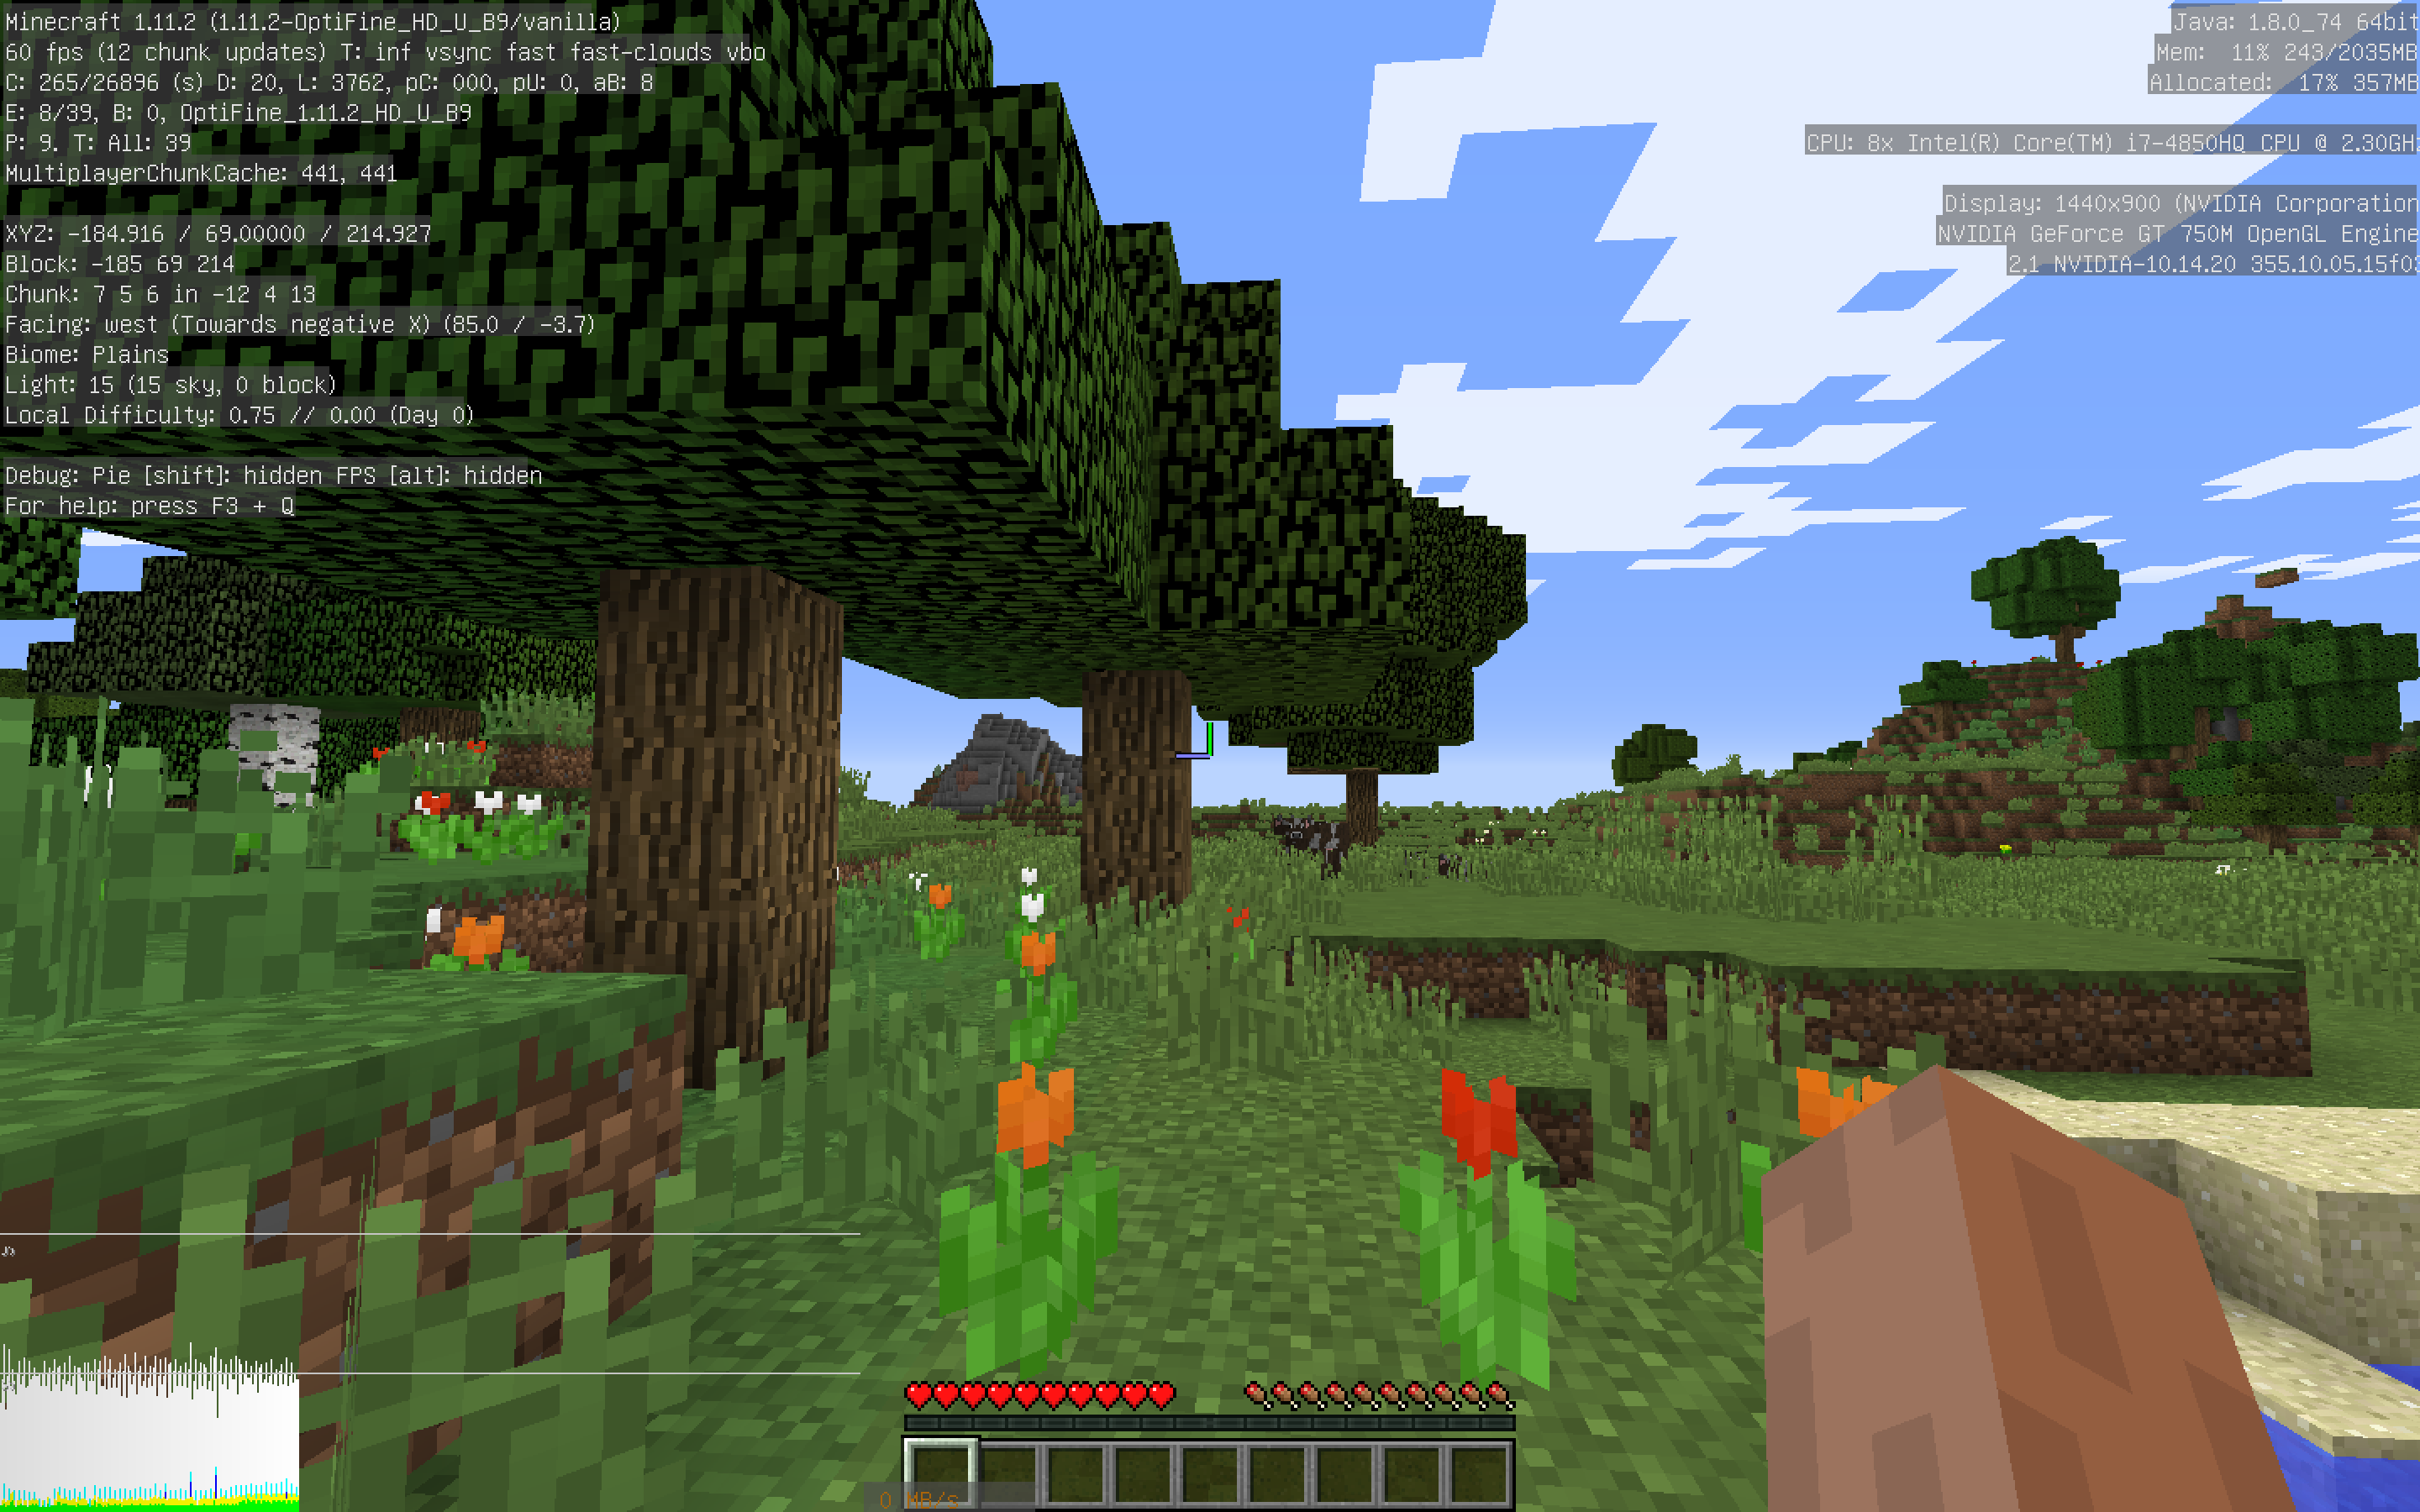 Minecraft 1.11.2 (1.11.2-OptiFine_HD_U_B9/vanilla)
60 fps (12 chunk updates) T: inf vsync fast fast-clouds vbo
C: 265/26896 (s) D: 20, L: 3762, pC: 000, pU: 0, aB: 8
E: 8/39, B: 0, OptiFine_1.11.2_HD_U_B9
P: 9. T: All: 39
MultiplayerChunkCache: 441, 441
XYZ: -184.916 / 69.00000 / 214.927
Block: -185 69 214
Chunk: 7 5 6 in -12 4 13
Facing: west (Towards negative X) (85.0 / -3.7)
Biome: Plains
Light: 15 (15 sky, 0 block)
Local Difficulty: 0.75 // 0.00 (Day 0)
Debug: Pie [shift]: hidden FPS [alt]: hidden
For help: press F3 + Q
Java: 1.8.0_74 64bit
Mem: 11% 243/2035MB
Allocated: 17% 357MB
CPU: 8x Intel(R) Core(TM) i7-4850HQ CPU @ 2.30GHz
Display: 1440x900 (NVIDIA Corporation
NVIDIA GeForce GT 750M OpenGL Engine
2.1 NVIDIA-10.14.20 355.10.05.15f03
0 MB/s